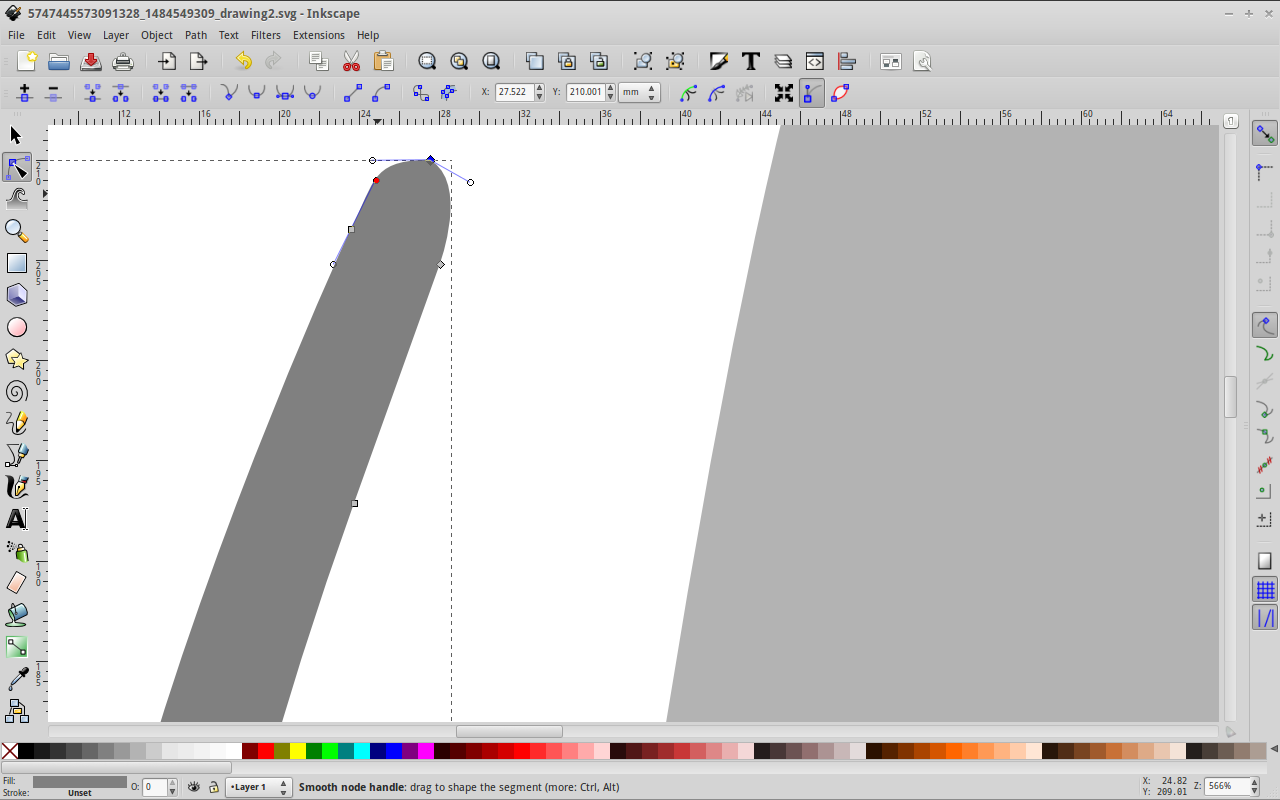 5747445573091328_1484549309_drawing2.svg - Inkscape
File Edit View Layer Object Path Text Filters Extensions Help
X: 27.522 Y: 210.001 mm
12 16 20 24 28 32 36 40 44 48 52 56 60 64
210
205
200
195
190
185
Fill:
Stroke: Unset
O: 0
•Layer 1
Smooth node handle: drag to shape the segment (more: Ctrl, Alt)
X: 24.82
Y: 209.01
Z: 566%